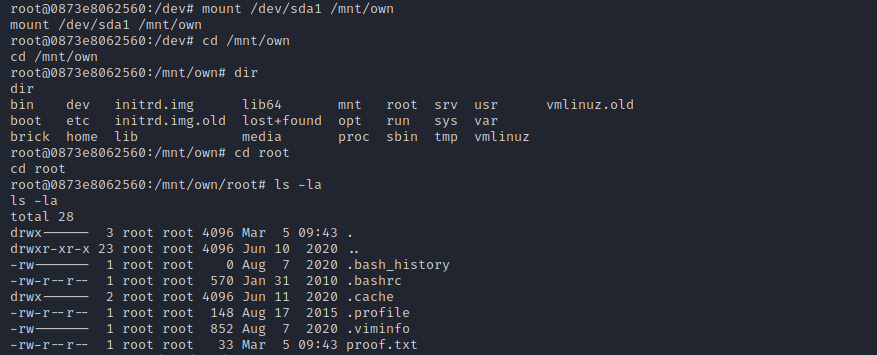 root@0873e8062560:/dev# mount /dev/sda1 /mnt/own
mount /dev/sda1 /mnt/own
root@0873e8062560:/dev# cd /mnt/own
cd /mnt/own
root@0873e8062560:/mnt/own# dir
dir
bin    dev   initrd.img      lib64       mnt   root  srv  usr      vmlinuz.old
boot   etc   initrd.img.old  lost+found  opt   run   sys  var
brick  home  lib             media       proc  sbin  tmp  vmlinuz
root@0873e8062560:/mnt/own# cd root
cd root
root@0873e8062560:/mnt/own/root# ls -la
ls -la
total 28
drwx------  3 root root 4096 Mar  5 09:43 .
drwxr-xr-x 23 root root 4096 Jun 10  2020 ..
-rw-------  1 root root    0 Aug  7  2020 .bash_history
-rw-r--r--  1 root root  570 Jan 31  2010 .bashrc
drwx------  2 root root 4096 Jun 11  2020 .cache
-rw-r--r--  1 root root  148 Aug 17  2015 .profile
-rw-------  1 root root  852 Aug  7  2020 .viminfo
-rw-r--r--  1 root root   33 Mar  5 09:43 proof.txt